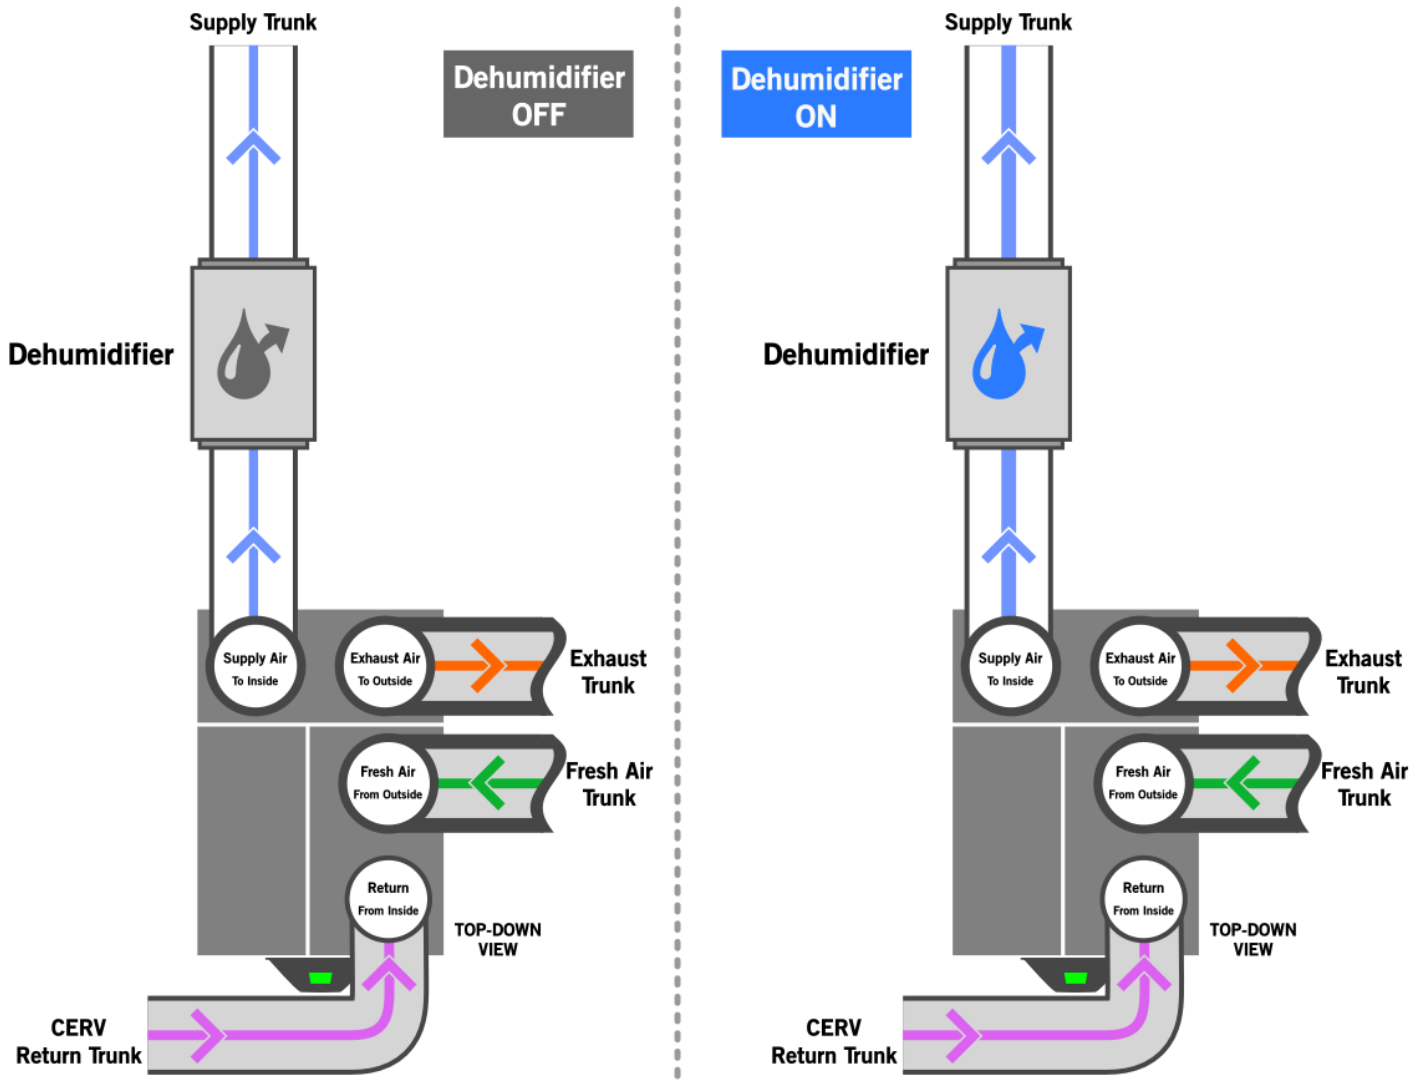 Supply Trunk
Dehumidifier
OFF
Dehumidifier
Supply Air
To Inside
Exhaust Air
To Outside
Exhaust
Trunk
Fresh Air
From Outside
Fresh Air
Trunk
Return
From Inside
TOP-DOWN
VIEW
CERV
Return Trunk
Supply Trunk
Dehumidifier
ON
Dehumidifier
Supply Air
To Inside
Exhaust Air
To Outside
Exhaust
Trunk
Fresh Air
From Outside
Fresh Air
Trunk
Return
From Inside
TOP-DOWN
VIEW
CERV
Return Trunk